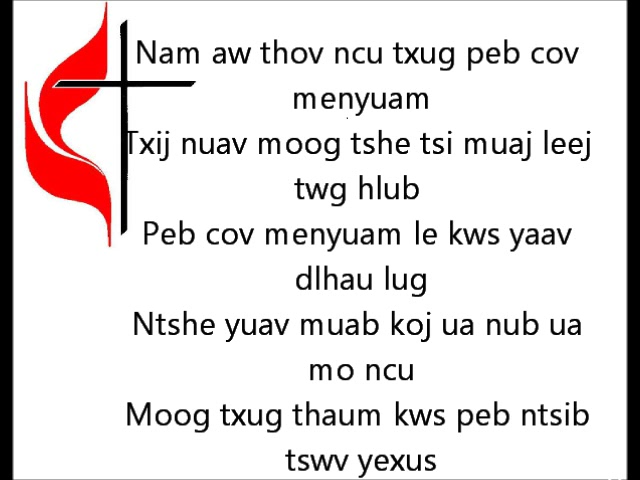 Nam aw thov ncu txug peb cov
menyuam
Txij nuav moog tshe tsi muaj leej
twg hlub
Peb cov menyuam le kws yaav
dlhau lug
Ntshe yuav muab koj ua nub ua
mo ncu
Moog txug thaum kws peb ntsib
tswv yexus